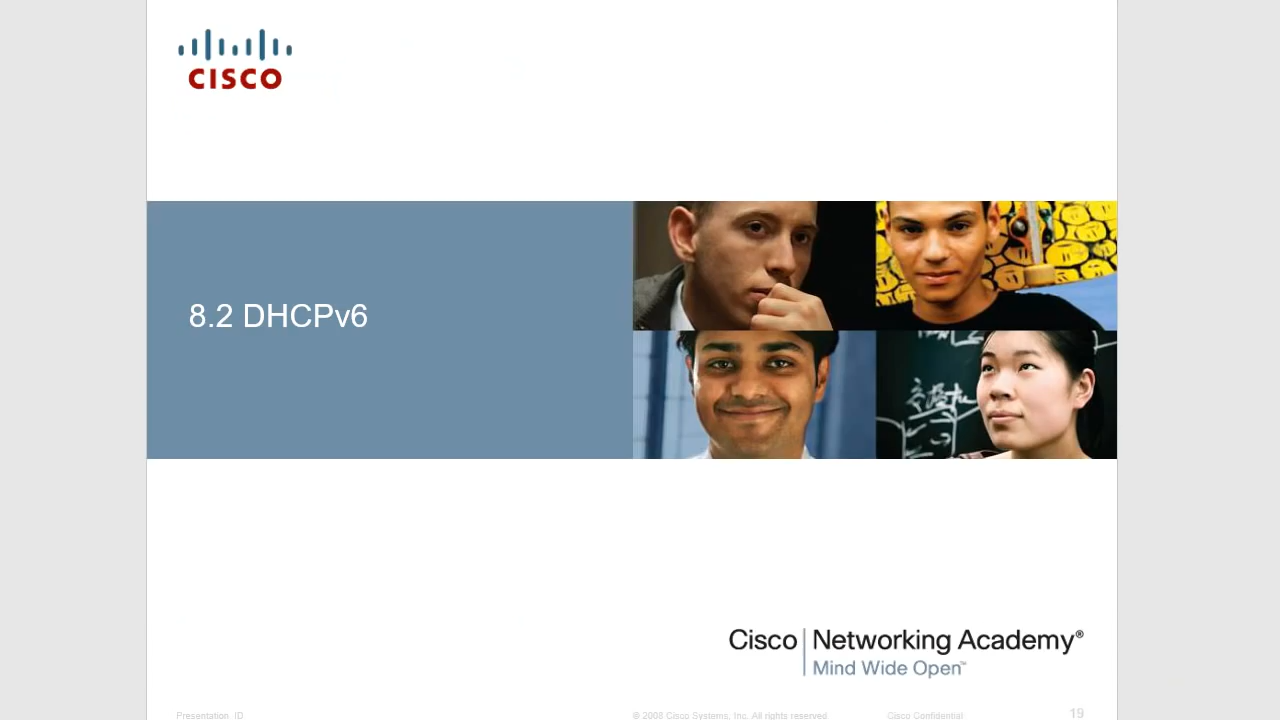 CISCO
8.2 DHCPv6
Cisco Networking Academy®
Mind Wide Open™
Presentation_ID © 2008 Cisco Systems, Inc. All rights reserved. Cisco Confidential 19